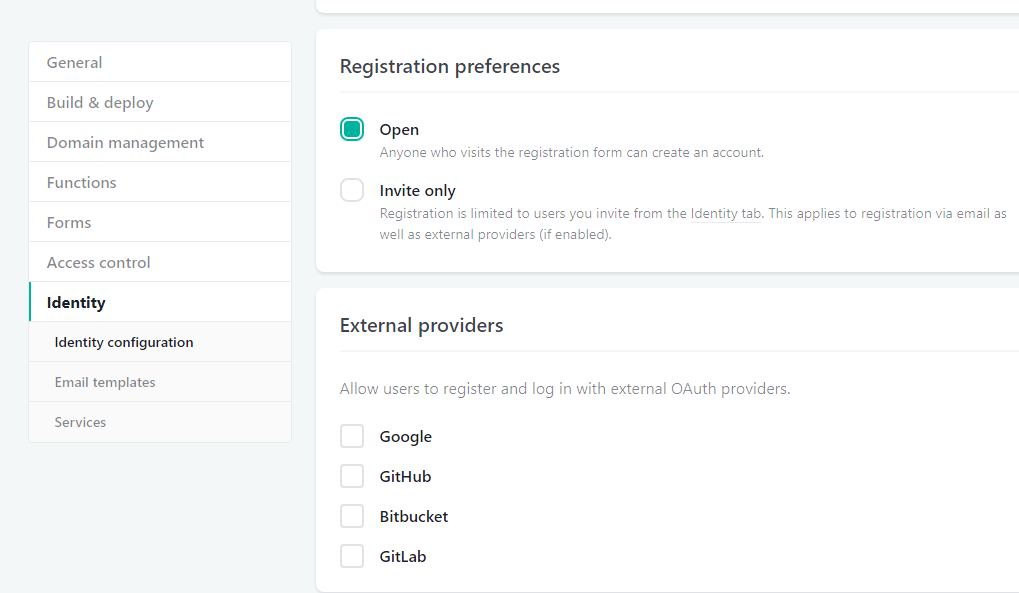 General
Build & deploy
Domain management
Functions
Forms
Access control
Identity
Identity configuration
Email templates
Services
Registration preferences
Open
Anyone who visits the registration form can create an account.
Invite only
Registration is limited to users you invite from the Identity tab. This applies to registration via email as
well as external providers (if enabled).
External providers
Allow users to register and log in with external OAuth providers.
Google
GitHub
Bitbucket
GitLab